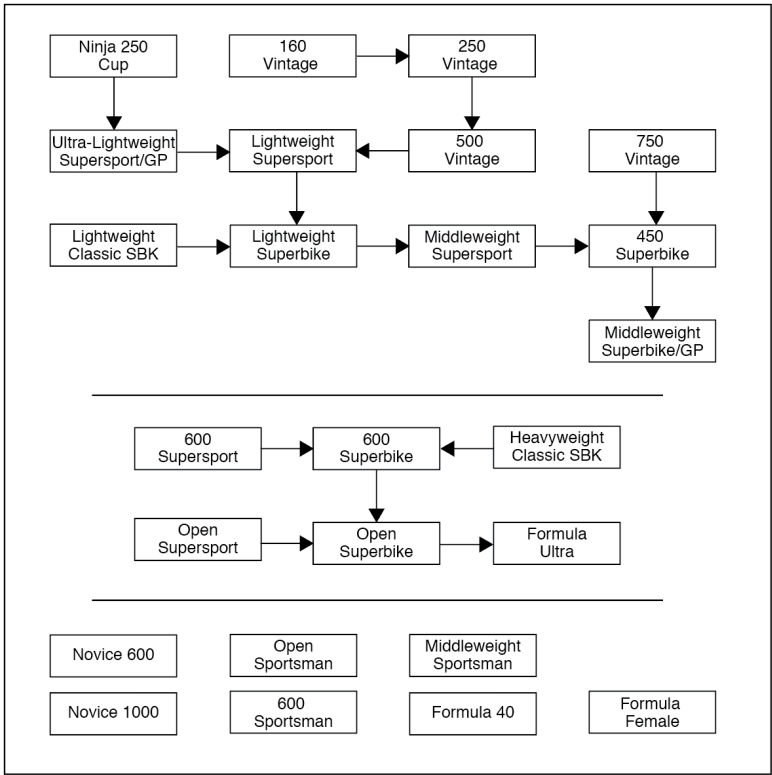 Ninja 250
Cup
160
Vintage
250
Vintage
Ultra-Lightweight
Supersport/GP
Lightweight
Supersport
500
Vintage
750
Vintage
Lightweight
Classic SBK
Lightweight
Superbike
Middleweight
Supersport
450
Superbike
Middleweight
Superbike/GP
600
Supersport
600
Superbike
Heavyweight
Classic SBK
Open
Supersport
Open
Superbike
Formula
Ultra
Novice 600
Open
Sportsman
Middleweight
Sportsman
Novice 1000
600
Sportsman
Formula 40
Formula
Female